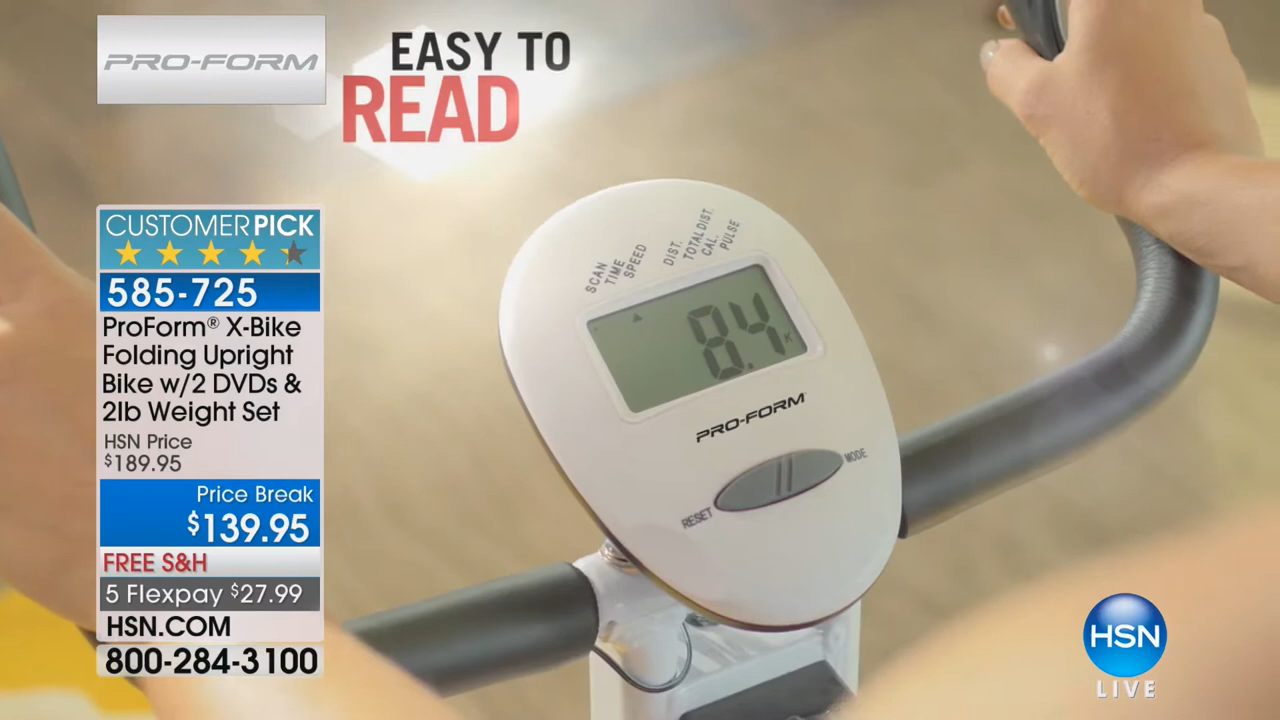 PRO-FORM
EASY TO
READ
CUSTOMER PICK
585-725
ProForm® X-Bike
Folding Upright
Bike w/2 DVDs &
2lb Weight Set
HSN Price
$189.95
Price Break
$139.95
FREE S&H
5 Flexpay $27.99
HSN.COM
800-284-3100
SCAN
TIME
SPEED
DIST.
TOTAL DIST.
CAL.
PULSE
8.4 K
PRO-FORM
MODE
RESET
HSN
LIVE